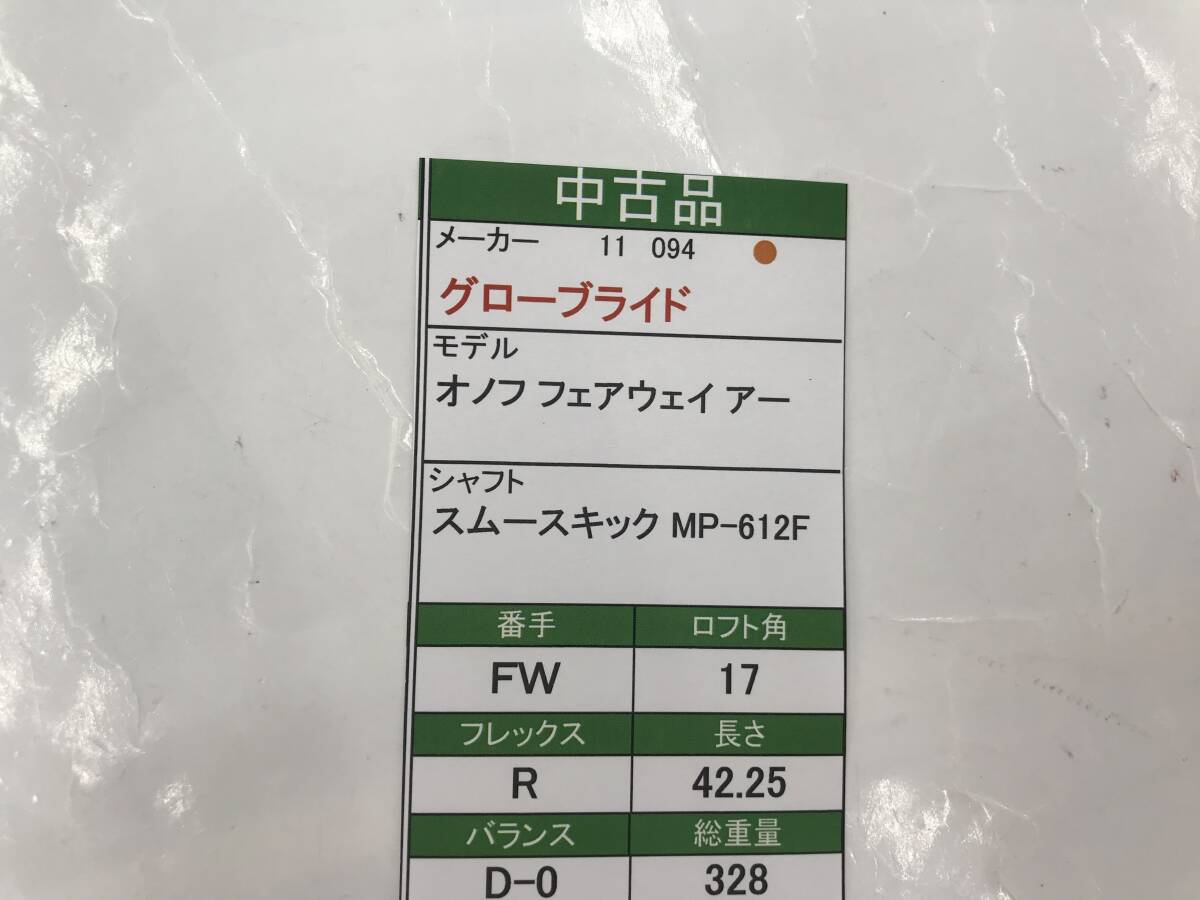 中古品
メーカー 11 094
グローブライド
モデル
オノフ フェアウェイ アー
シャフト
スムースキック MP-612F
番手 ロフト角
FW 17
フレックス 長さ
R 42.25
バランス 総重量
D-0 328